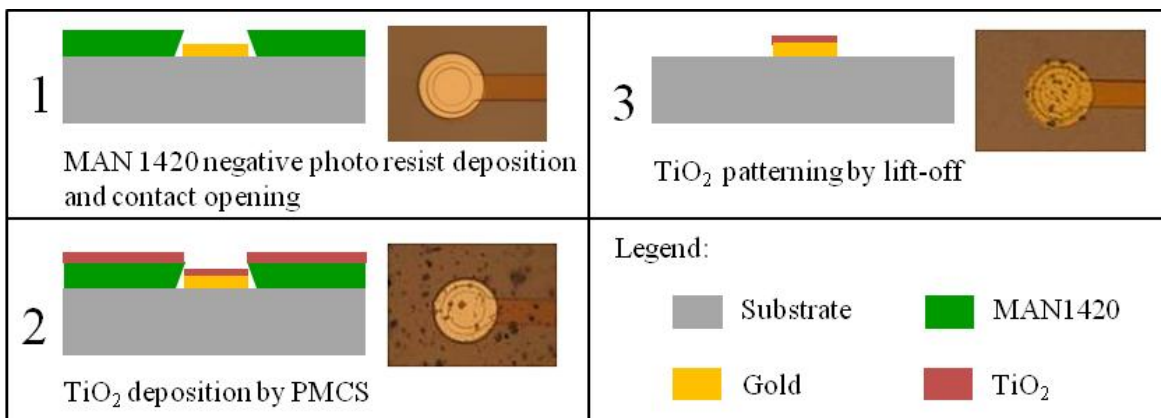 1
MAN 1420 negative photo resist deposition
and contact opening
2
TiO₂ deposition by PMCS
3
TiO₂ patterning by lift-off
Legend:
Substrate
MAN1420
Gold
TiO₂